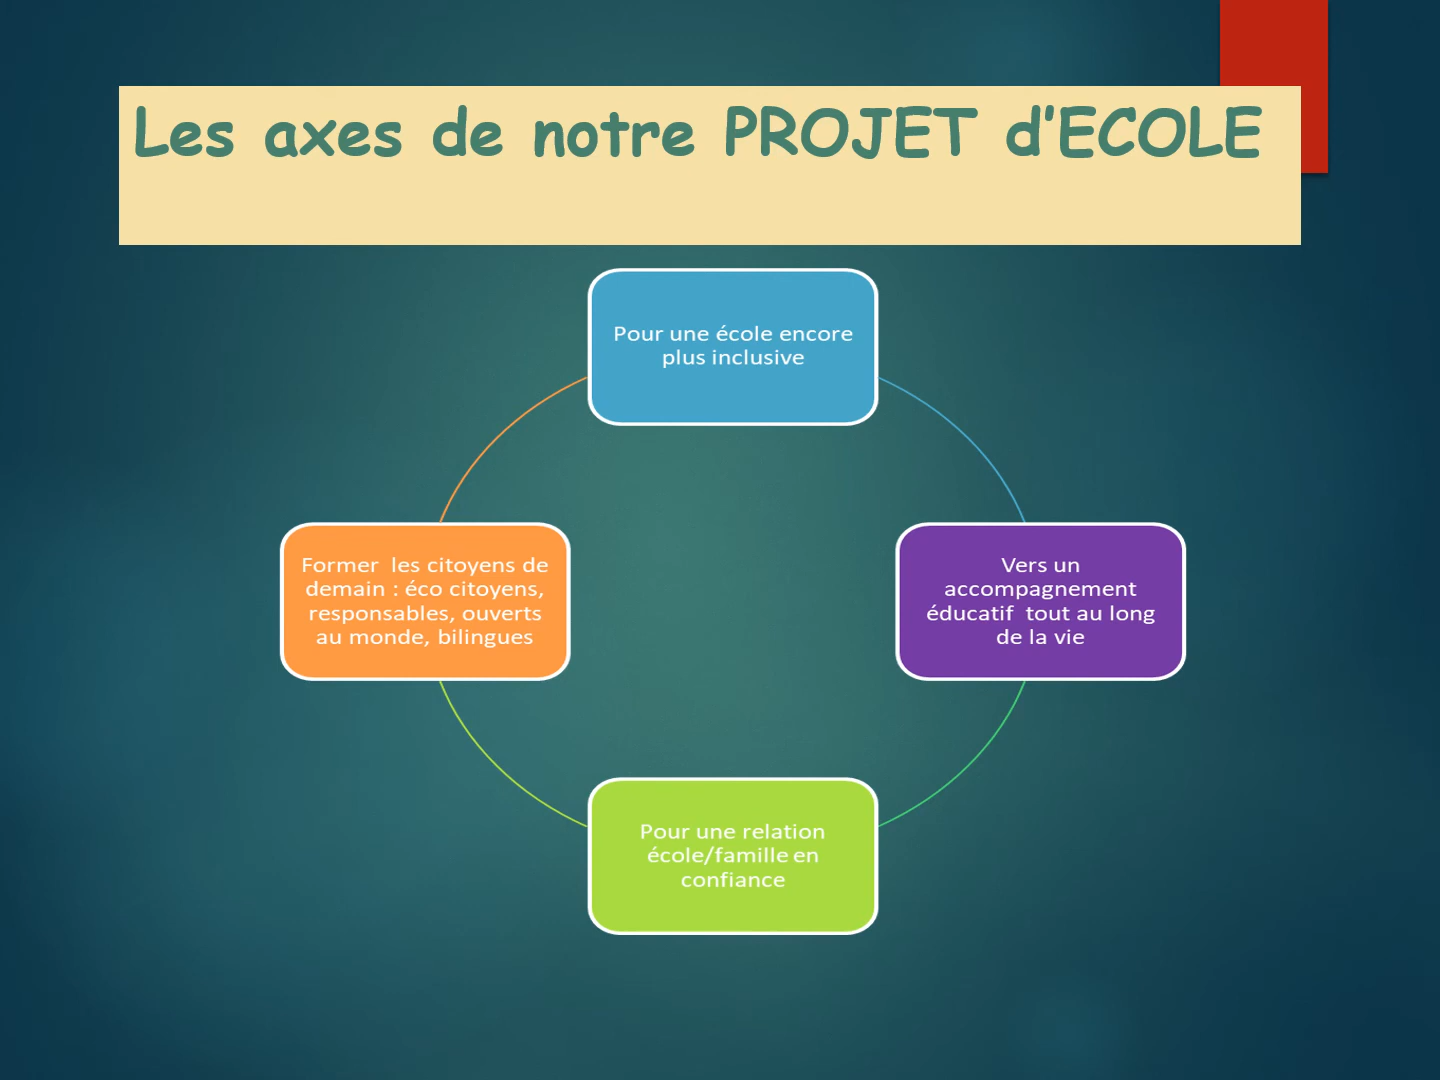 Les axes de notre PROJET d'ECOLE
Pour une école encore
plus inclusive
Former  les citoyens de
demain : éco citoyens,
responsables, ouverts
au monde, bilingues
Vers un
accompagnement
éducatif  tout au long
de la vie
Pour une relation
école/famille en
confiance